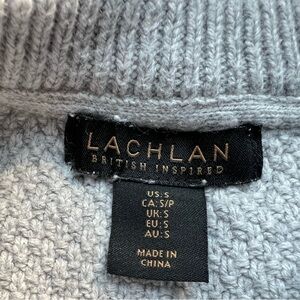 LACHLAN
BRITISH INSPIRED
US:S
CA:S/P
UK:S
EU:S
AU:S
MADE IN
CHINA